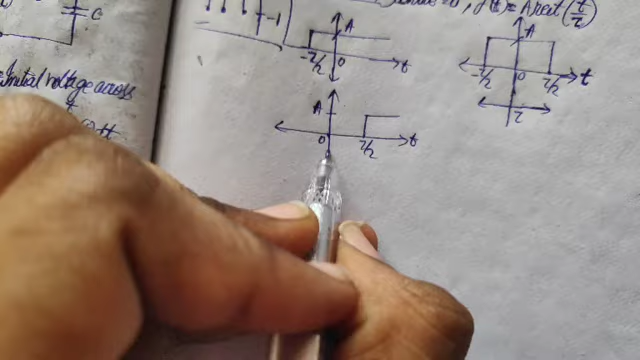 C
-1
Initial voltage across
A
-τ/2 0 t
A
0 τ/2 t
f(t) = A rect(t/τ)
A
-τ/2 0 τ/2 t
τ